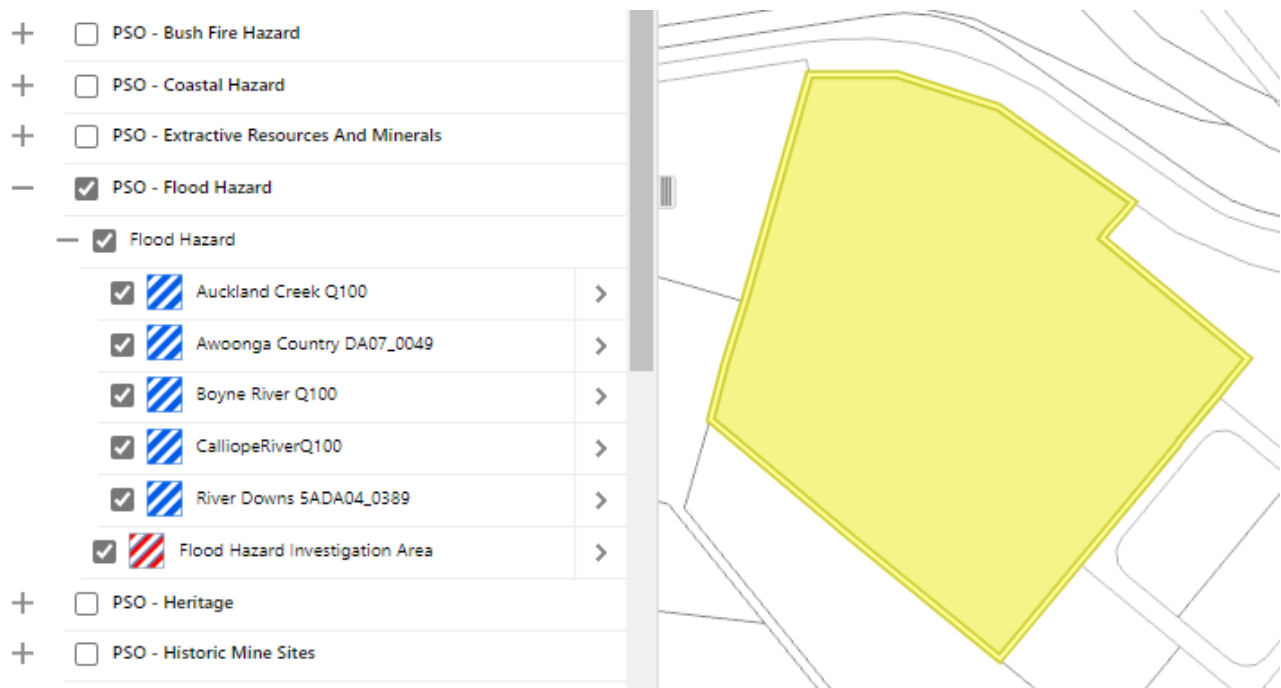 PSO - Bush Fire Hazard
PSO - Coastal Hazard
PSO - Extractive Resources And Minerals
PSO - Flood Hazard
Flood Hazard
Auckland Creek Q100
Awoonga Country DA07_0049
Boyne River Q100
CalliopeRiverQ100
River Downs 5ADA04_0389
Flood Hazard Investigation Area
PSO - Heritage
PSO - Historic Mine Sites